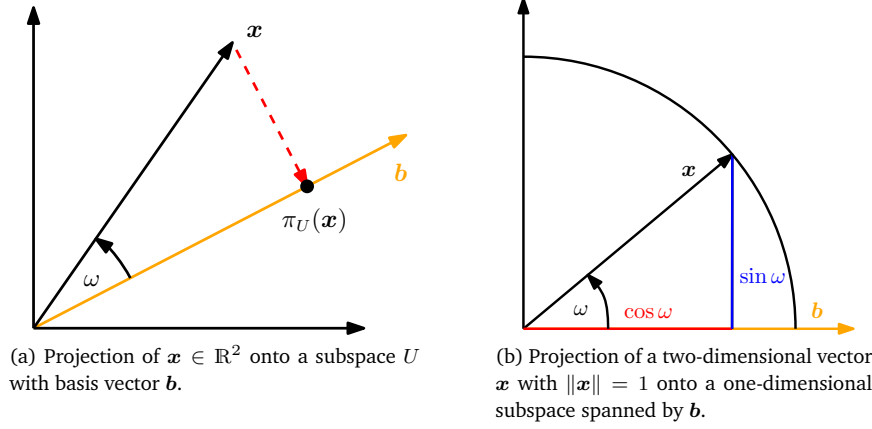 x
b
π_U(x)
ω
(a) Projection of x ∈ ℝ² onto a subspace U
with basis vector b.
x
sin ω
ω
cos ω
b
(b) Projection of a two-dimensional vector
x with ‖x‖ = 1 onto a one-dimensional
subspace spanned by b.